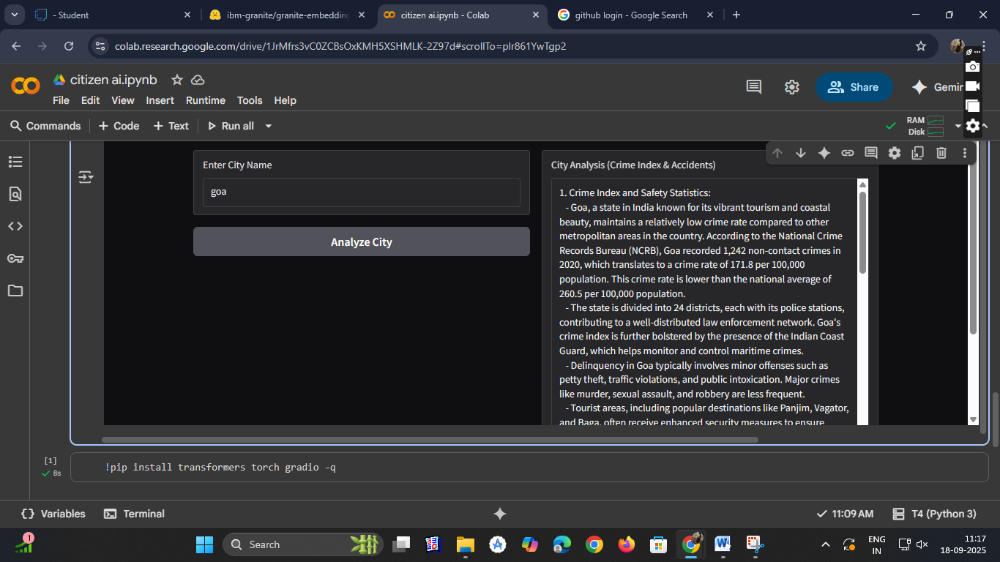 - Student
ibm-granite/granite-embedding
citizen ai.ipynb - Colab
github login - Google Search
colab.research.google.com/drive/1JrMfrs3vC0ZCBsOxKMH5XSHMLK-2Z97d#scrollTo=plr861YwTgp2
citizen ai.ipynb
File Edit View Insert Runtime Tools Help
Share
Gemin
Commands + Code + Text Run all
RAM
Disk
Enter City Name
goa
Analyze City
City Analysis (Crime Index & Accidents)
1. Crime Index and Safety Statistics:
- Goa, a state in India known for its vibrant tourism and coastal
beauty, maintains a relatively low crime rate compared to other
metropolitan areas in the country. According to the National Crime
Records Bureau (NCRB), Goa recorded 1,242 non-contact crimes in
2020, which translates to a crime rate of 171.8 per 100,000
population. This crime rate is lower than the national average of
260.5 per 100,000 population.
- The state is divided into 24 districts, each with its police stations,
contributing to a well-distributed law enforcement network. Goa's
crime index is further bolstered by the presence of the Indian Coast
Guard, which helps monitor and control maritime crimes.
- Delinquency in Goa typically involves minor offenses such as
petty theft, traffic violations, and public intoxication. Major crimes
like murder, sexual assault, and robbery are less frequent.
- Tourist areas, including popular destinations like Panjim, Vagator,
and Baga, often receive enhanced security measures to ensure
[1]
8s
!pip install transformers torch gradio -q
Variables
Terminal
11:09 AM
T4 (Python 3)
1
Search
ENG
IN
11:17
18-09-2025